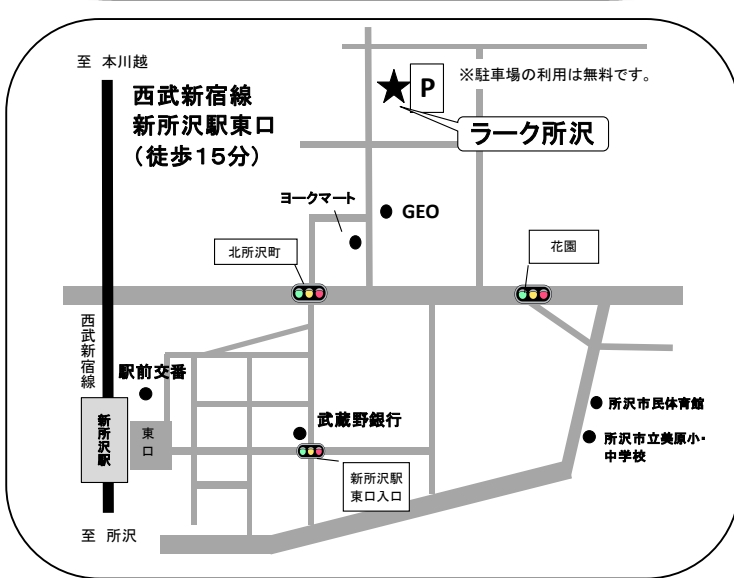 至 本川越
西武新宿線
新所沢駅東口
（徒歩15分）
P
※駐車場の利用は無料です。
ラーク所沢
ヨークマート
GEO
北所沢町
花園
西武新宿線
駅前交番
新所沢駅
東口
武蔵野銀行
新所沢駅
東口入口
所沢市民体育館
所沢市立美原小・
中学校
至 所沢